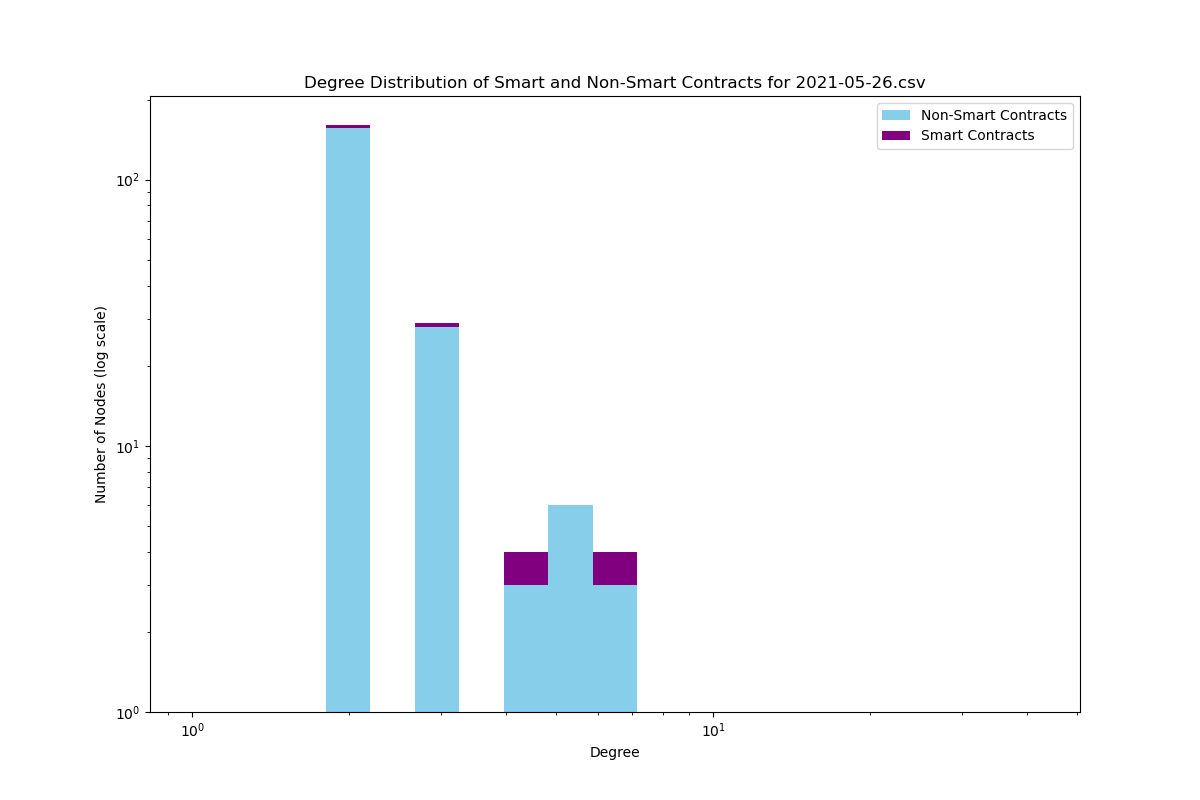 Degree Distribution of Smart and Non-Smart Contracts for 2021-05-26.csv
Non-Smart Contracts
Smart Contracts
Number of Nodes (log scale)
10²
10¹
10⁰
10⁰ 10¹
Degree